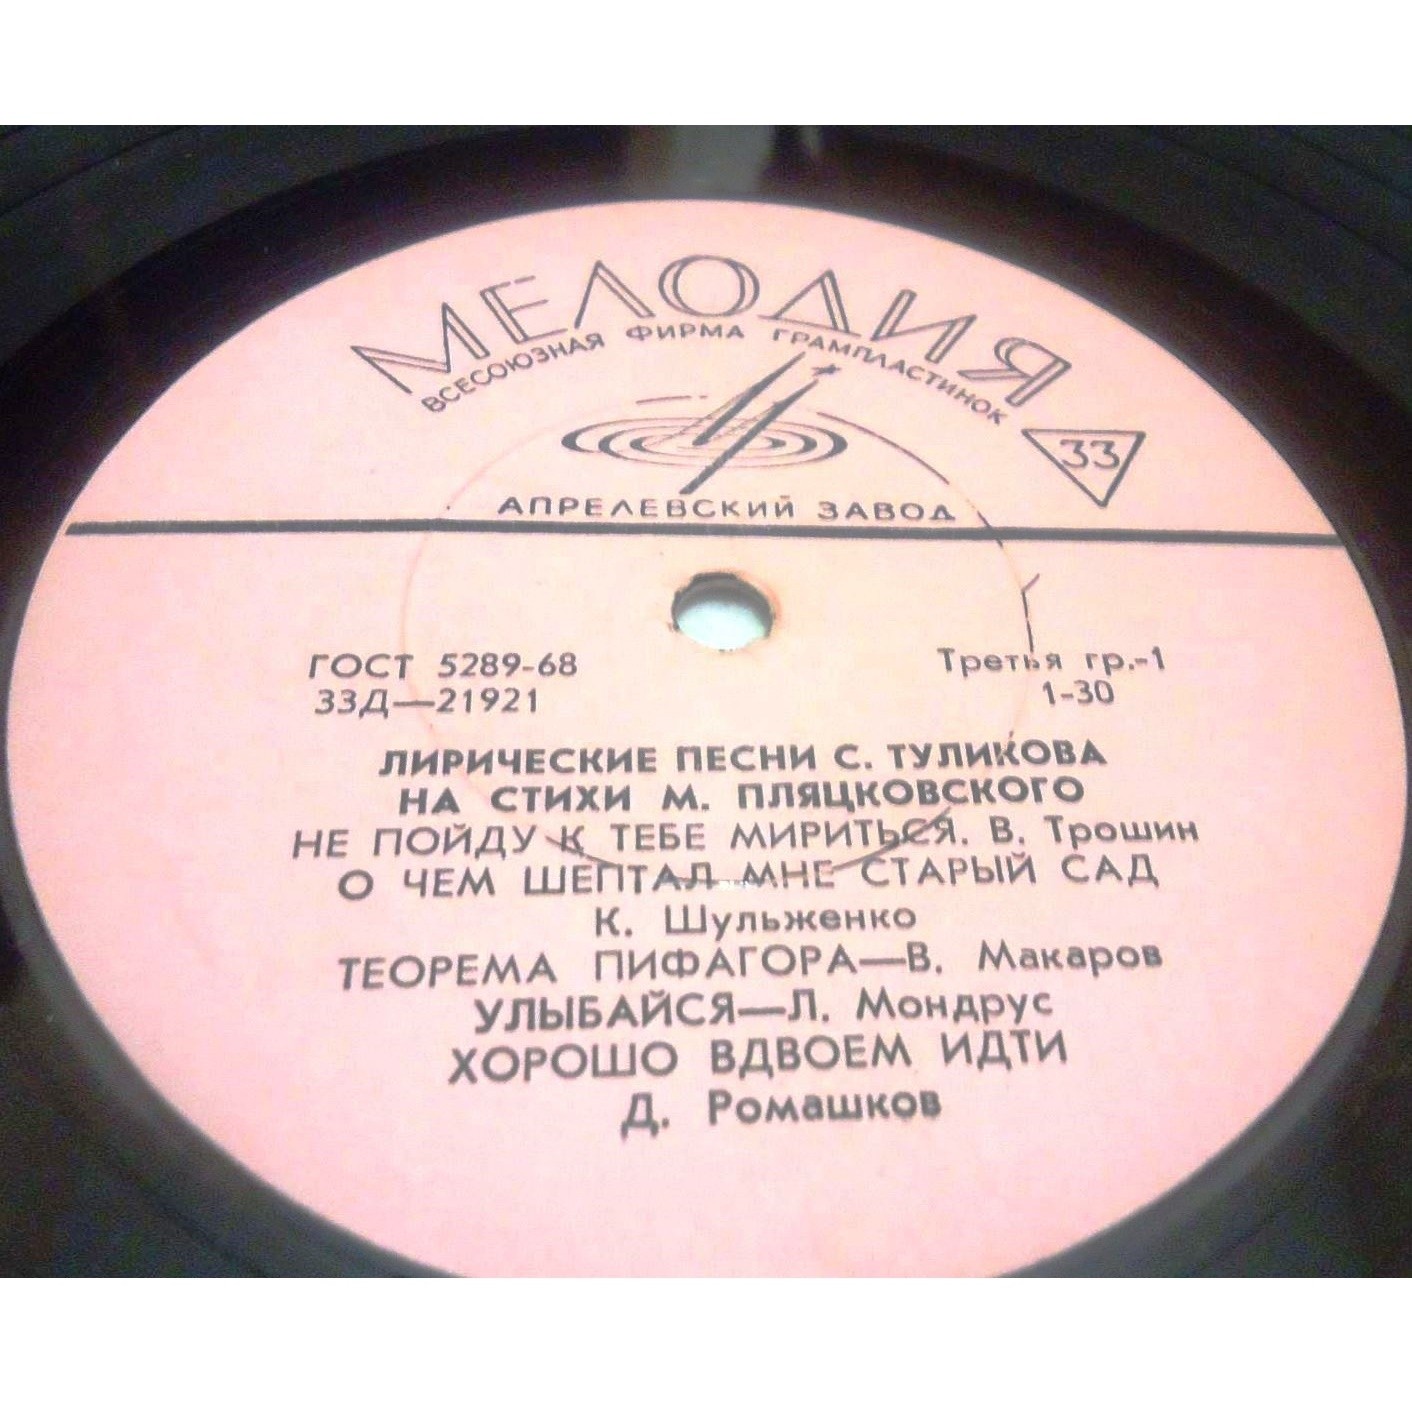 МЕЛОДИЯ
ВСЕСОЮЗНАЯ ФИРМА ГРАМПЛАСТИНОК
33
АПРЕЛЕВСКИЙ ЗАВОД
ГОСТ 5289-68 Третья гр.-1
33Д—21921 1-30
ЛИРИЧЕСКИЕ ПЕСНИ С. ТУЛИКОВА
НА СТИХИ М. ПЛЯЦКОВСКОГО
НЕ ПОЙДУ К ТЕБЕ МИРИТЬСЯ. В. Трошин
О ЧЕМ ШЕПТАЛ МНЕ СТАРЫЙ САД
К. Шульженко
ТЕОРЕМА ПИФАГОРА—В. Макаров
УЛЫБАЙСЯ—Л. Мондрус
ХОРОШО ВДВОЕМ ИДТИ
Д. Ромашков